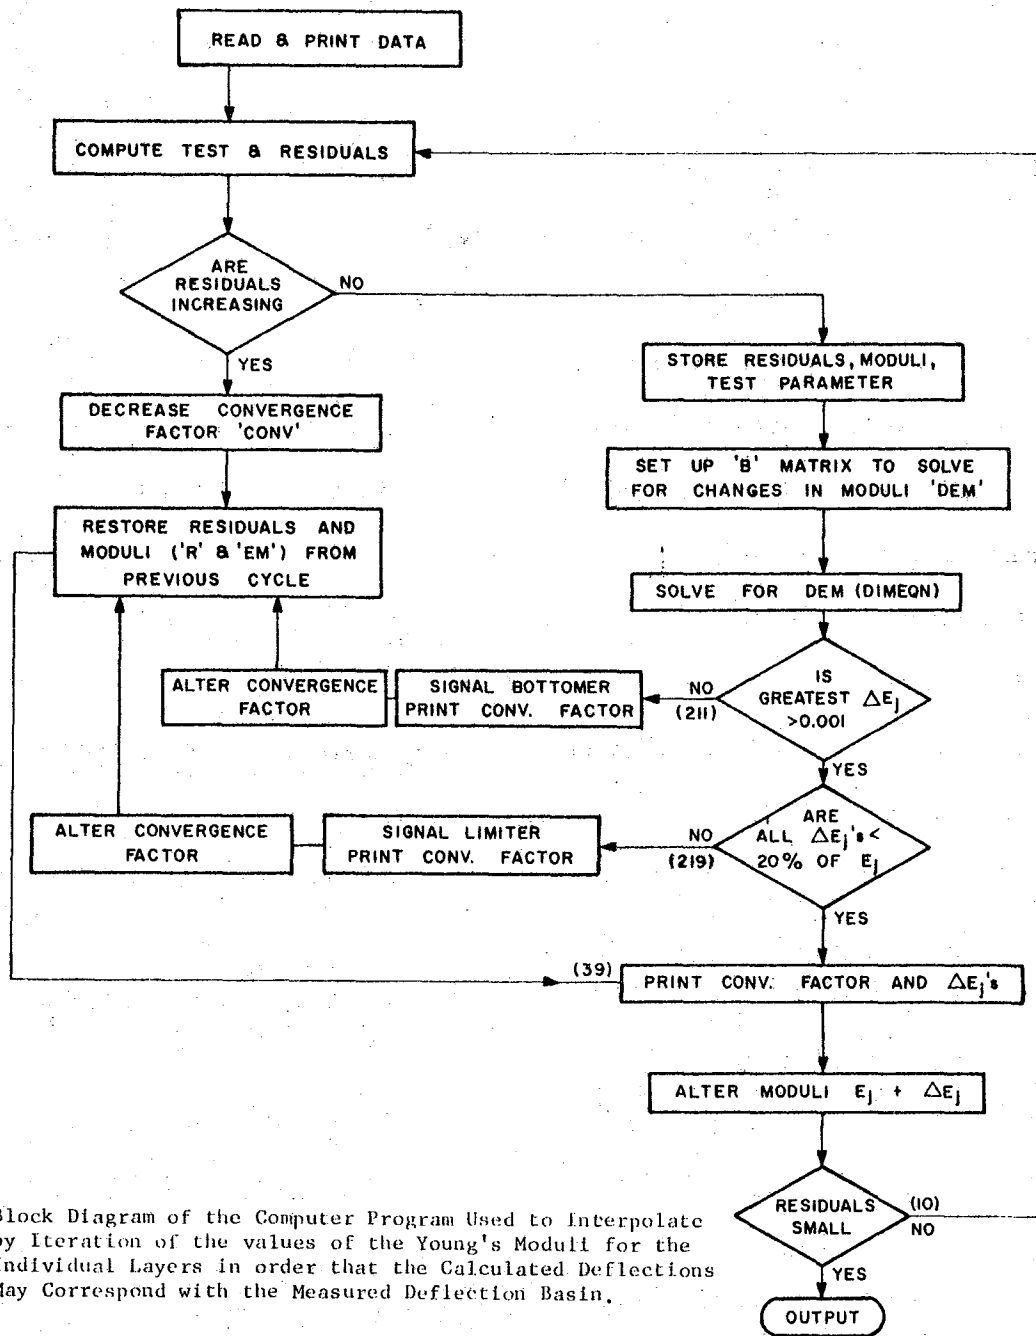 READ & PRINT DATA
COMPUTE TEST & RESIDUALS
ARE
RESIDUALS
INCREASING
NO
YES
DECREASE CONVERGENCE
FACTOR 'CONV'
RESTORE RESIDUALS AND
MODULI ('R' & 'EM') FROM
PREVIOUS CYCLE
STORE RESIDUALS, MODULI,
TEST PARAMETER
SET UP 'B' MATRIX TO SOLVE
FOR CHANGES IN MODULI 'DEM'
SOLVE FOR DEM (DIMEQN)
IS
GREATEST ΔEj
>0.001
NO
(211)
SIGNAL BOTTOMER
PRINT CONV. FACTOR
ALTER CONVERGENCE
FACTOR
YES
ARE
ALL ΔEj's <
20% OF Ej
NO
(219)
SIGNAL LIMITER
PRINT CONV. FACTOR
ALTER CONVERGENCE
FACTOR
YES
(39)
PRINT CONV. FACTOR AND ΔEj's
ALTER MODULI Ej + ΔEj
RESIDUALS
SMALL
(10)
NO
YES
OUTPUT
Block Diagram of the Computer Program Used to Interpolate
by Iteration of the values of the Young's Moduli for the
Individual Layers in order that the Calculated Deflections
May Correspond with the Measured Deflection Basin.